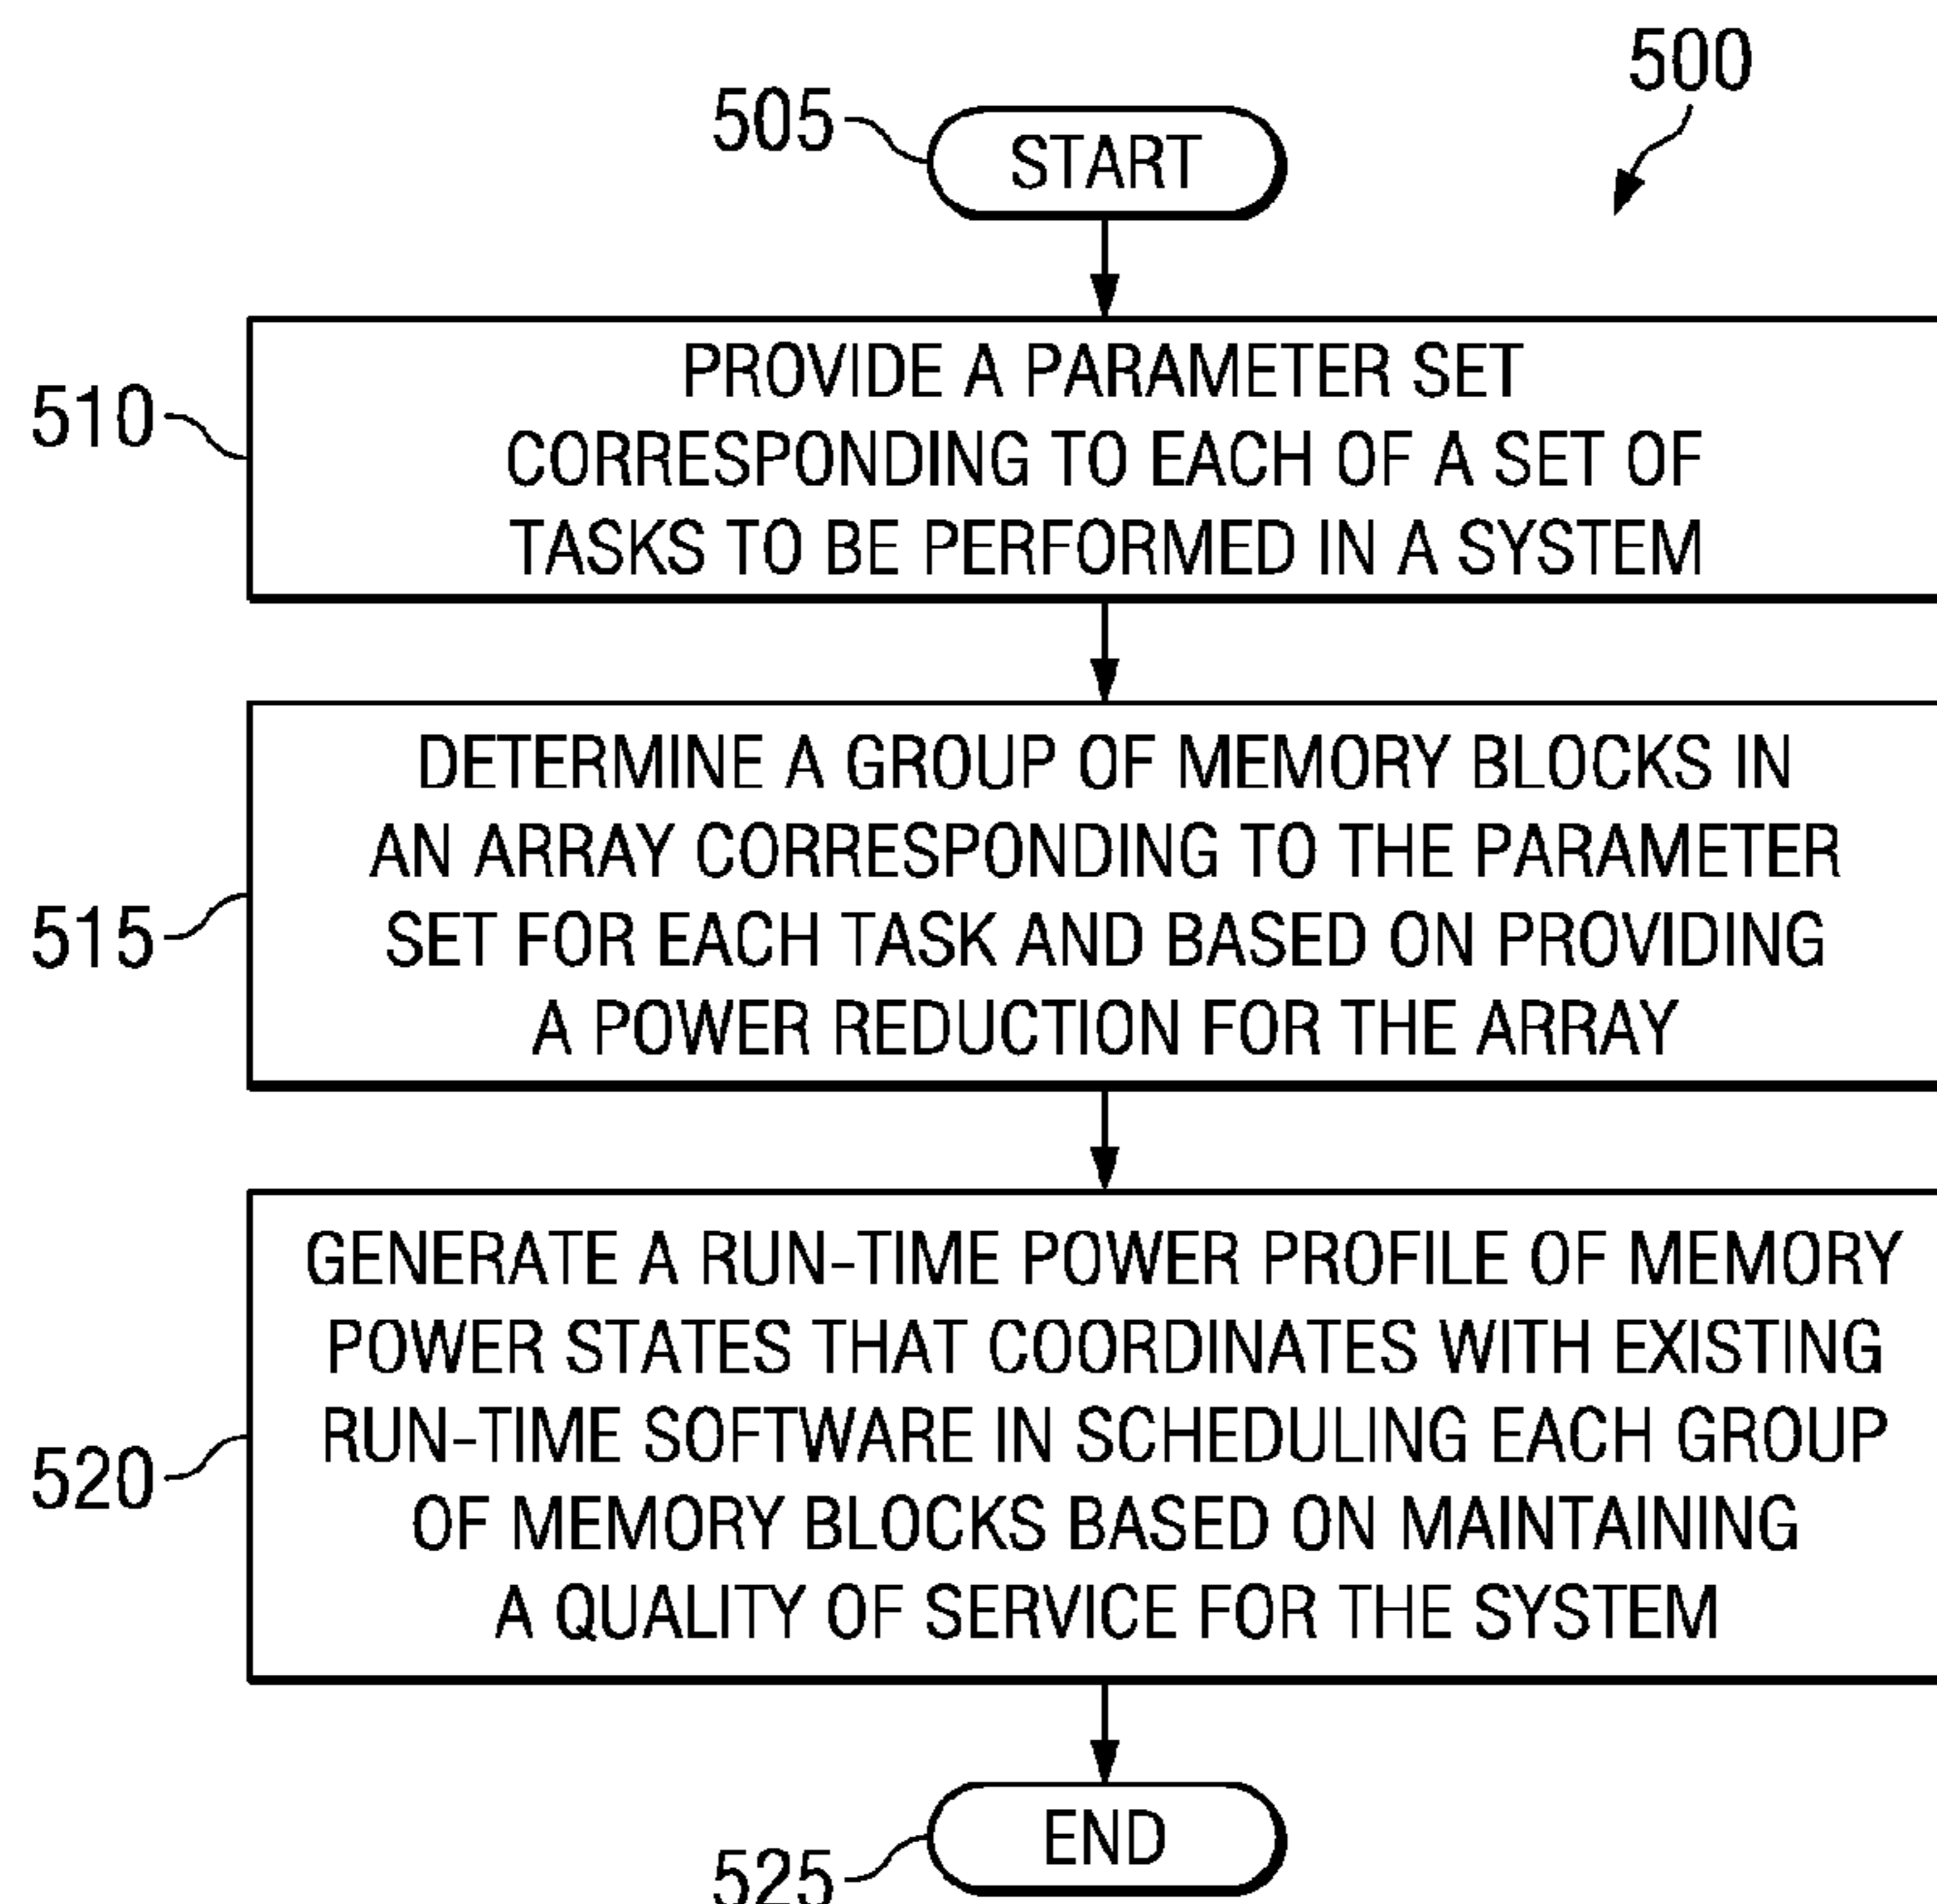 500
505
START
510
PROVIDE A PARAMETER SET
CORRESPONDING TO EACH OF A SET OF
TASKS TO BE PERFORMED IN A SYSTEM
515
DETERMINE A GROUP OF MEMORY BLOCKS IN
AN ARRAY CORRESPONDING TO THE PARAMETER
SET FOR EACH TASK AND BASED ON PROVIDING
A POWER REDUCTION FOR THE ARRAY
520
GENERATE A RUN-TIME POWER PROFILE OF MEMORY
POWER STATES THAT COORDINATES WITH EXISTING
RUN-TIME SOFTWARE IN SCHEDULING EACH GROUP
OF MEMORY BLOCKS BASED ON MAINTAINING
A QUALITY OF SERVICE FOR THE SYSTEM
525
END